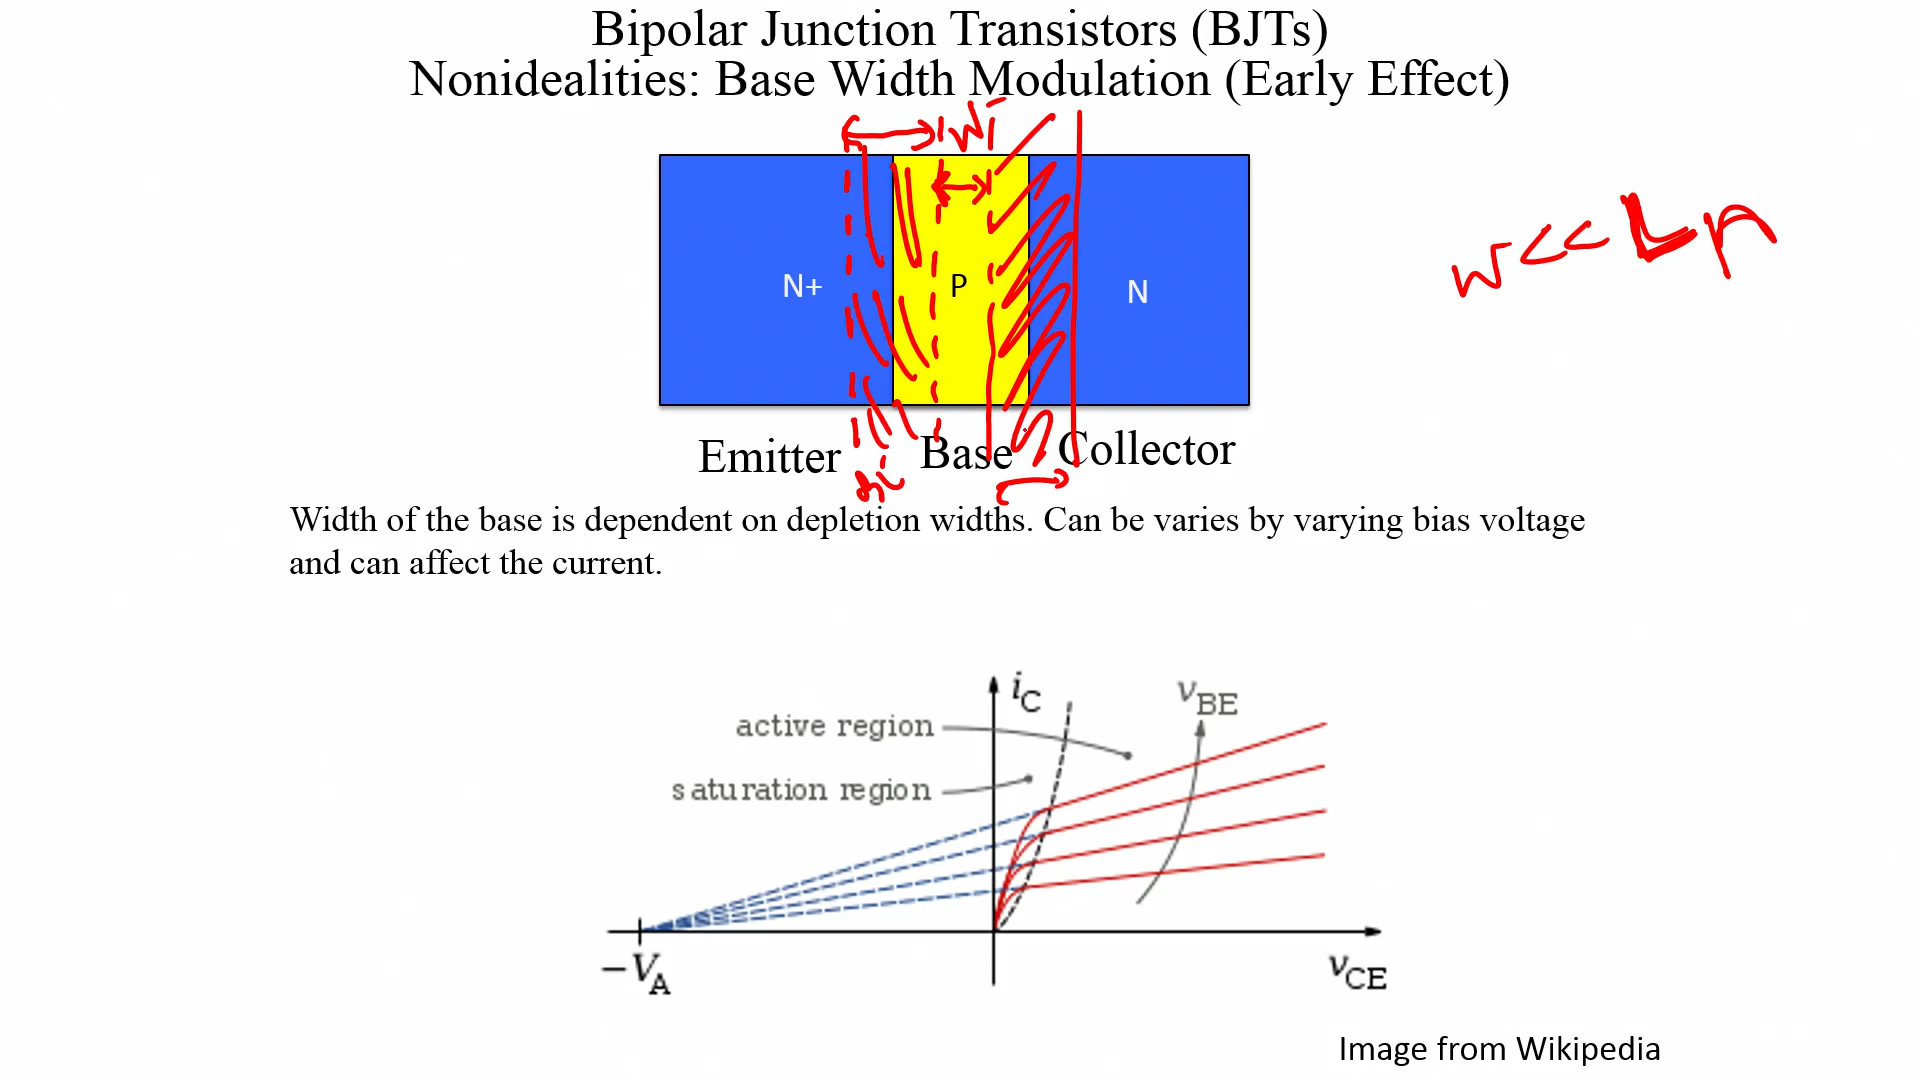 Bipolar Junction Transistors (BJTs)
Nonidealities: Base Width Modulation (Early Effect)
W
N+
P
N
W << Lp
Emitter
Base
Collector
Width of the base is dependent on depletion widths. Can be varies by varying bias voltage
and can affect the current.
iC
vBE
active region
saturation region
−VA
vCE
Image from Wikipedia